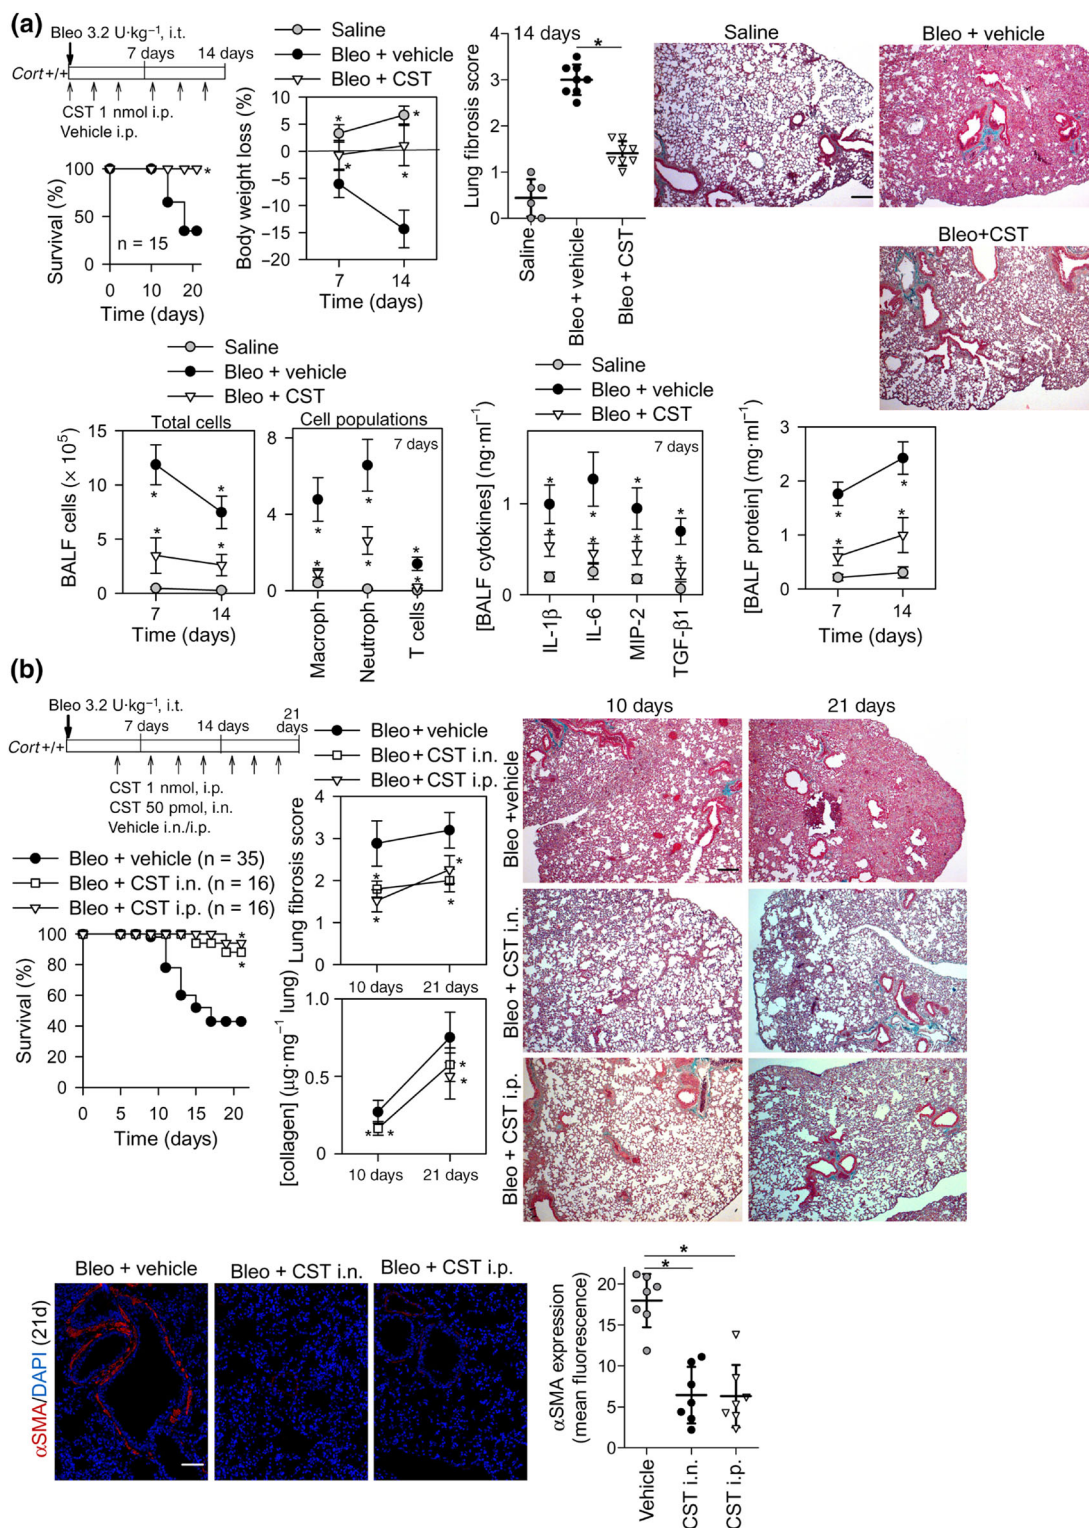 (a)
Bleo 3.2 U·kg⁻¹, i.t.
7 days
14 days
Cort+/+
CST 1 nmol i.p.
Vehicle i.p.
Survival (%)
100
50
0
n = 15
*
0
10
20
Time (days)
Saline
Bleo + vehicle
Bleo + CST
Body weight loss (%)
10
5
0
−5
−10
−15
−20
*
*
*
*
7
14
Time (days)
14 days
*
Lung fibrosis score
4
3
2
1
0
Saline
Bleo + vehicle
Bleo + CST
Saline
Bleo + vehicle
Bleo+CST
Saline
Bleo + vehicle
Bleo + CST
Total cells
BALF cells (× 10⁵)
15
10
5
0
*
*
*
*
7
14
Time (days)
Cell populations
7 days
8
4
0
*
*
*
*
*
*
Macroph
Neutroph
T cells
Saline
Bleo + vehicle
Bleo + CST
[BALF cytokines] (ng·ml⁻¹)
7 days
1
0
*
*
*
*
*
*
*
*
IL-1β
IL-6
MIP-2
TGF-β1
[BALF protein] (mg·ml⁻¹)
3
2
1
0
*
*
*
*
7
14
Time (days)
(b)
Bleo 3.2 U·kg⁻¹, i.t.
7 days
14 days
21
days
Cort+/+
CST 1 nmol, i.p.
CST 50 pmol, i.n.
Vehicle i.n./i.p.
Bleo + vehicle (n = 35)
Bleo + CST i.n. (n = 16)
Bleo + CST i.p. (n = 16)
Survival (%)
100
80
60
40
20
0
*
*
0
5
10
15
20
Time (days)
Bleo + vehicle
Bleo + CST i.n.
Bleo + CST i.p.
Lung fibrosis score
4
3
2
1
0
*
*
*
*
10 days
21 days
[collagen] (µg·mg⁻¹ lung)
1.0
0.5
0
*
*
*
*
10 days
21 days
10 days
21 days
Bleo +vehicle
Bleo + CST i.n.
Bleo + CST i.p.
Bleo + vehicle
Bleo + CST i.n.
Bleo + CST i.p.
αSMA/DAPI (21d)
αSMA expression
(mean fluorescence)
20
15
10
5
0
*
*
Vehicle
CST i.n.
CST i.p.